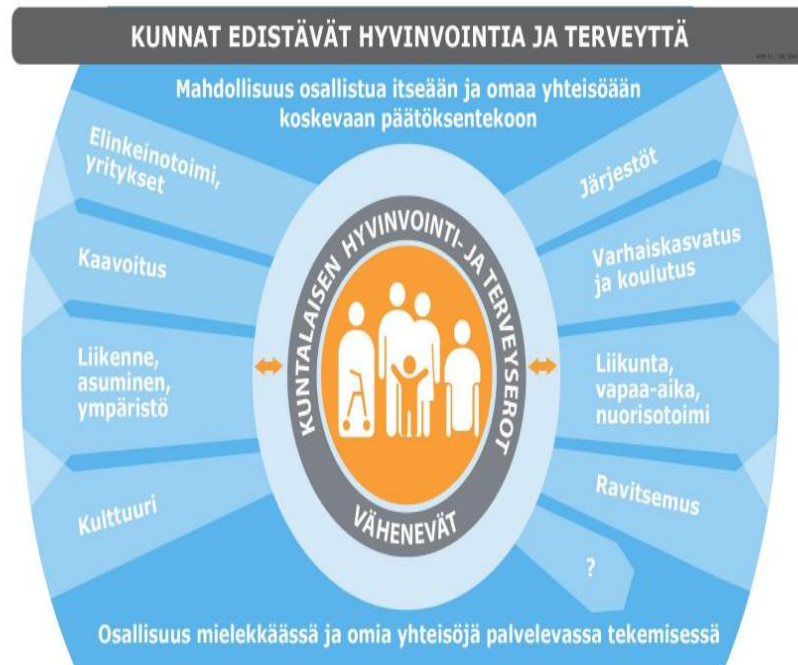 KUNNAT EDISTÄVÄT HYVINVOINTIA JA TERVEYTTÄ
Mahdollisuus osallistua itseään ja omaa yhteisöään
koskevaan päätöksentekoon
Elinkeinotoimi,
yritykset
Kaavoitus
Liikenne,
asuminen,
ympäristö
Kulttuuri
KUNTALAISEN HYVINVOINTI- JA TERVEYSEROT
VÄHENEVÄT
Järjestöt
Varhaiskasvatus
ja koulutus
Liikunta,
vapaa-aika,
nuorisotoimi
Ravitsemus
?
Osallisuus mielekkäässä ja omia yhteisöjä palvelevassa tekemisessä